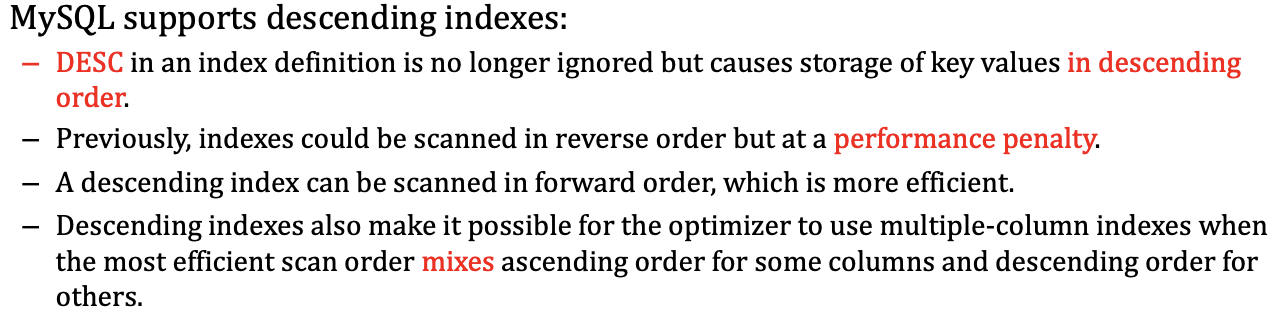 MySQL supports descending indexes:
– DESC in an index definition is no longer ignored but causes storage of key values in descending
order.
– Previously, indexes could be scanned in reverse order but at a performance penalty.
– A descending index can be scanned in forward order, which is more efficient.
– Descending indexes also make it possible for the optimizer to use multiple-column indexes when
the most efficient scan order mixes ascending order for some columns and descending order for
others.